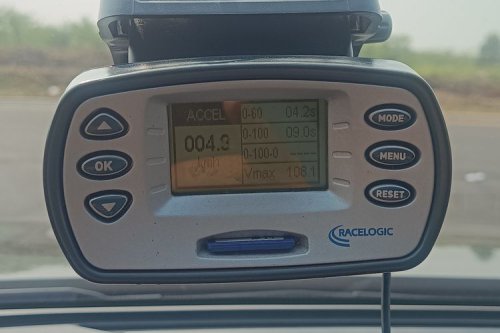 ACCEL
0-60 04.2s
004.9
0-100 09.0s
km/h
0-100-0 -----
Vmax 108.1
OK
MODE
MENU
RESET
RACELOGIC